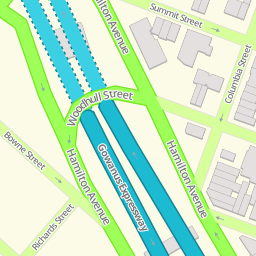 Summit Street
Hamilton Avenue
Columbia Street
Woodhull Street
Bowne Street
Hamilton Avenue
Gowanus Expressway
Hamilton Avenue
Richards Street